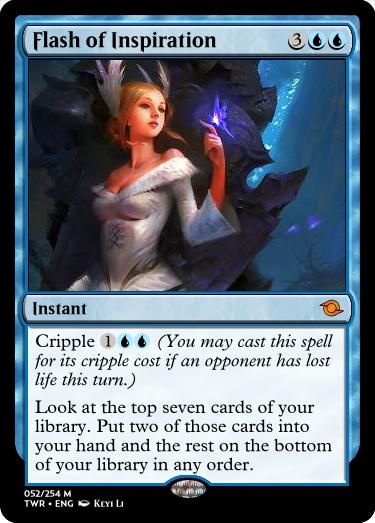 Flash of Inspiration 3
Instant
Cripple 1 (You may cast this spell
for its cripple cost if an opponent has lost
life this turn.)
Look at the top seven cards of your
library. Put two of those cards into
your hand and the rest on the bottom
of your library in any order.
052/254 M
TWR • ENG KEYI LI